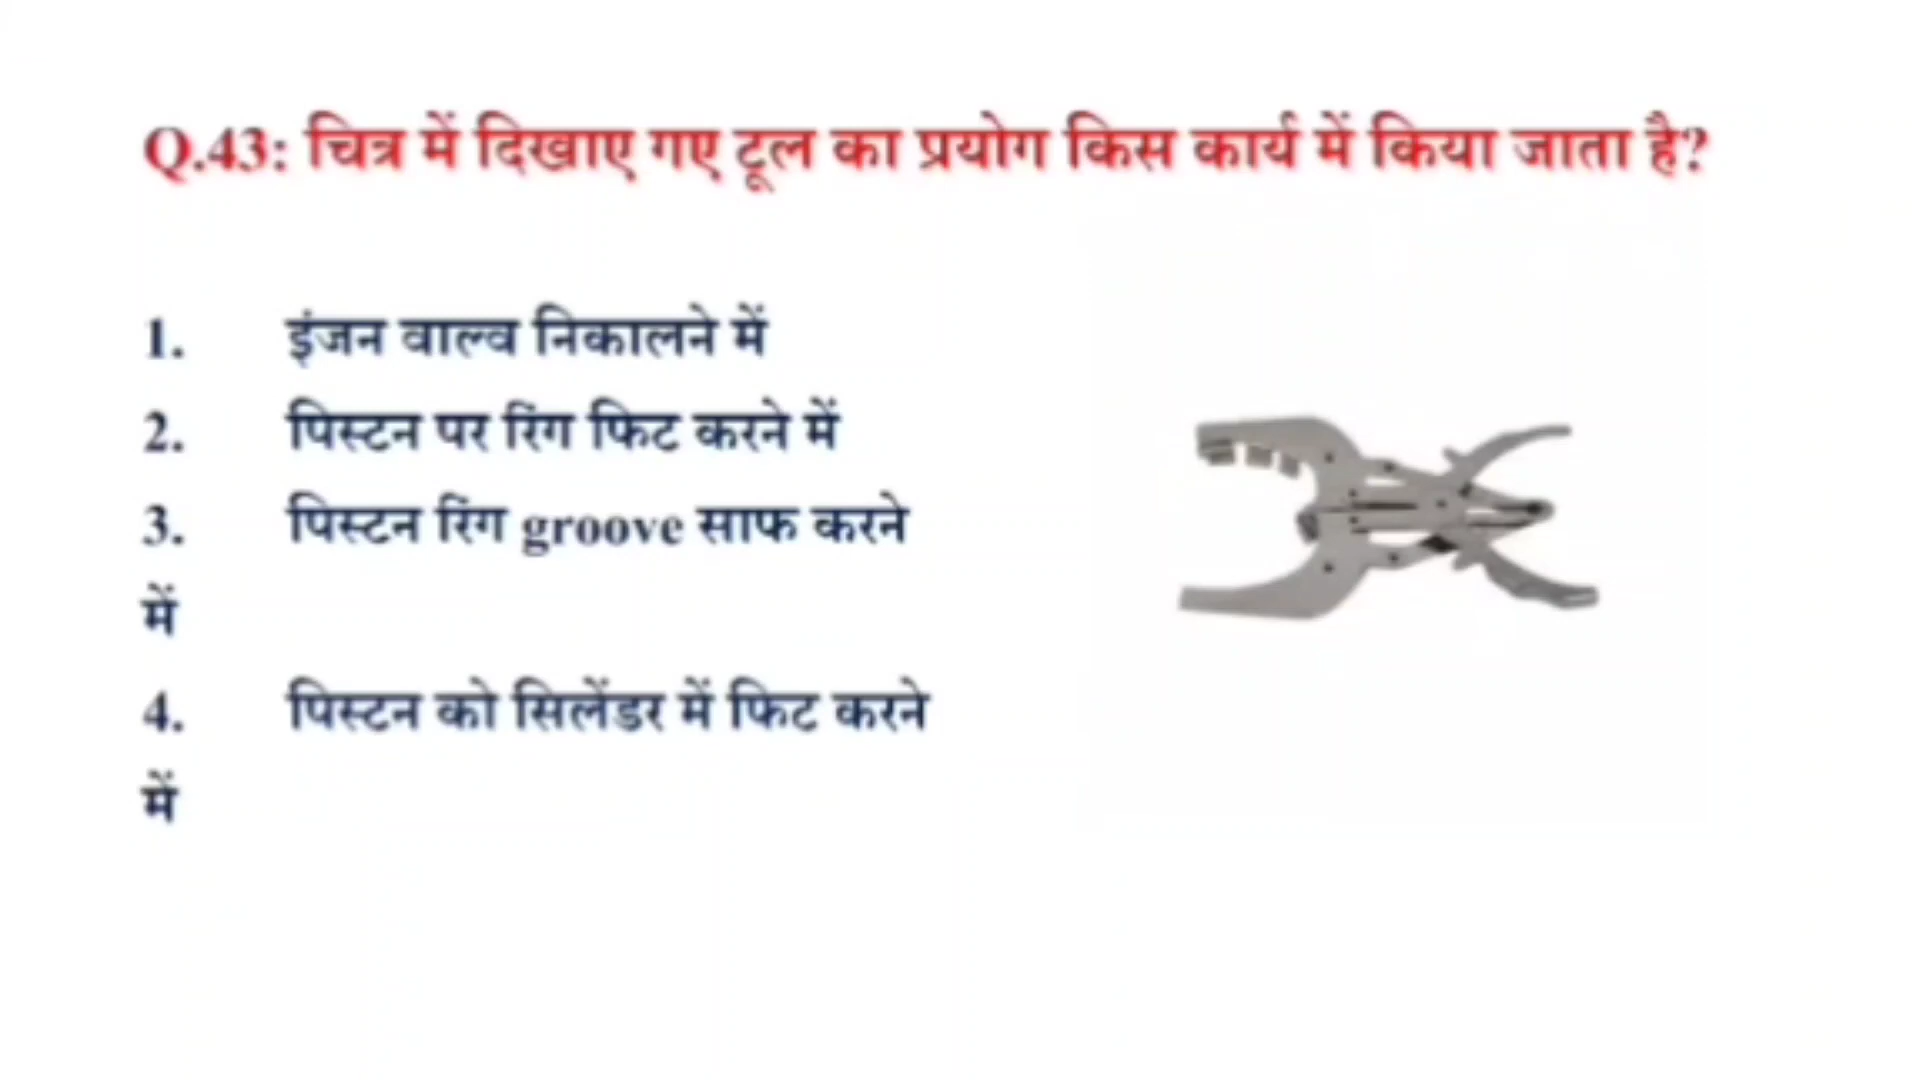 Q.43: चित्र में दिखाए गए टूल का प्रयोग किस कार्य में किया जाता है?
1. इंजन वाल्व निकालने में
2. पिस्टन पर रिंग फिट करने में
3. पिस्टन रिंग groove साफ करने
में
4. पिस्टन को सिलेंडर में फिट करने
में